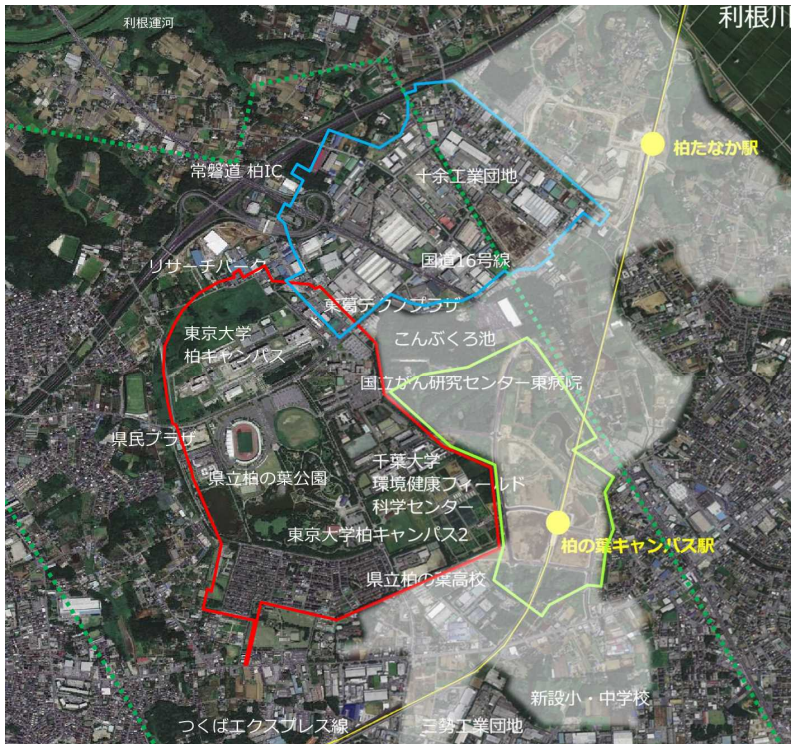 利根運河
利根川
柏たなか駅
常磐道 柏IC
十余工業団地
リサーチパーク
国道16号線
東葛テクノプラザ
東京大学
柏キャンパス
こんぶくろ池
国立がん研究センター東病院
県民プラザ
県立柏の葉公園
千葉大学
環境健康フィールド
科学センター
東京大学柏キャンパス2
柏の葉キャンパス駅
県立柏の葉高校
新設小・中学校
つくばエクスプレス線
三勢工業団地